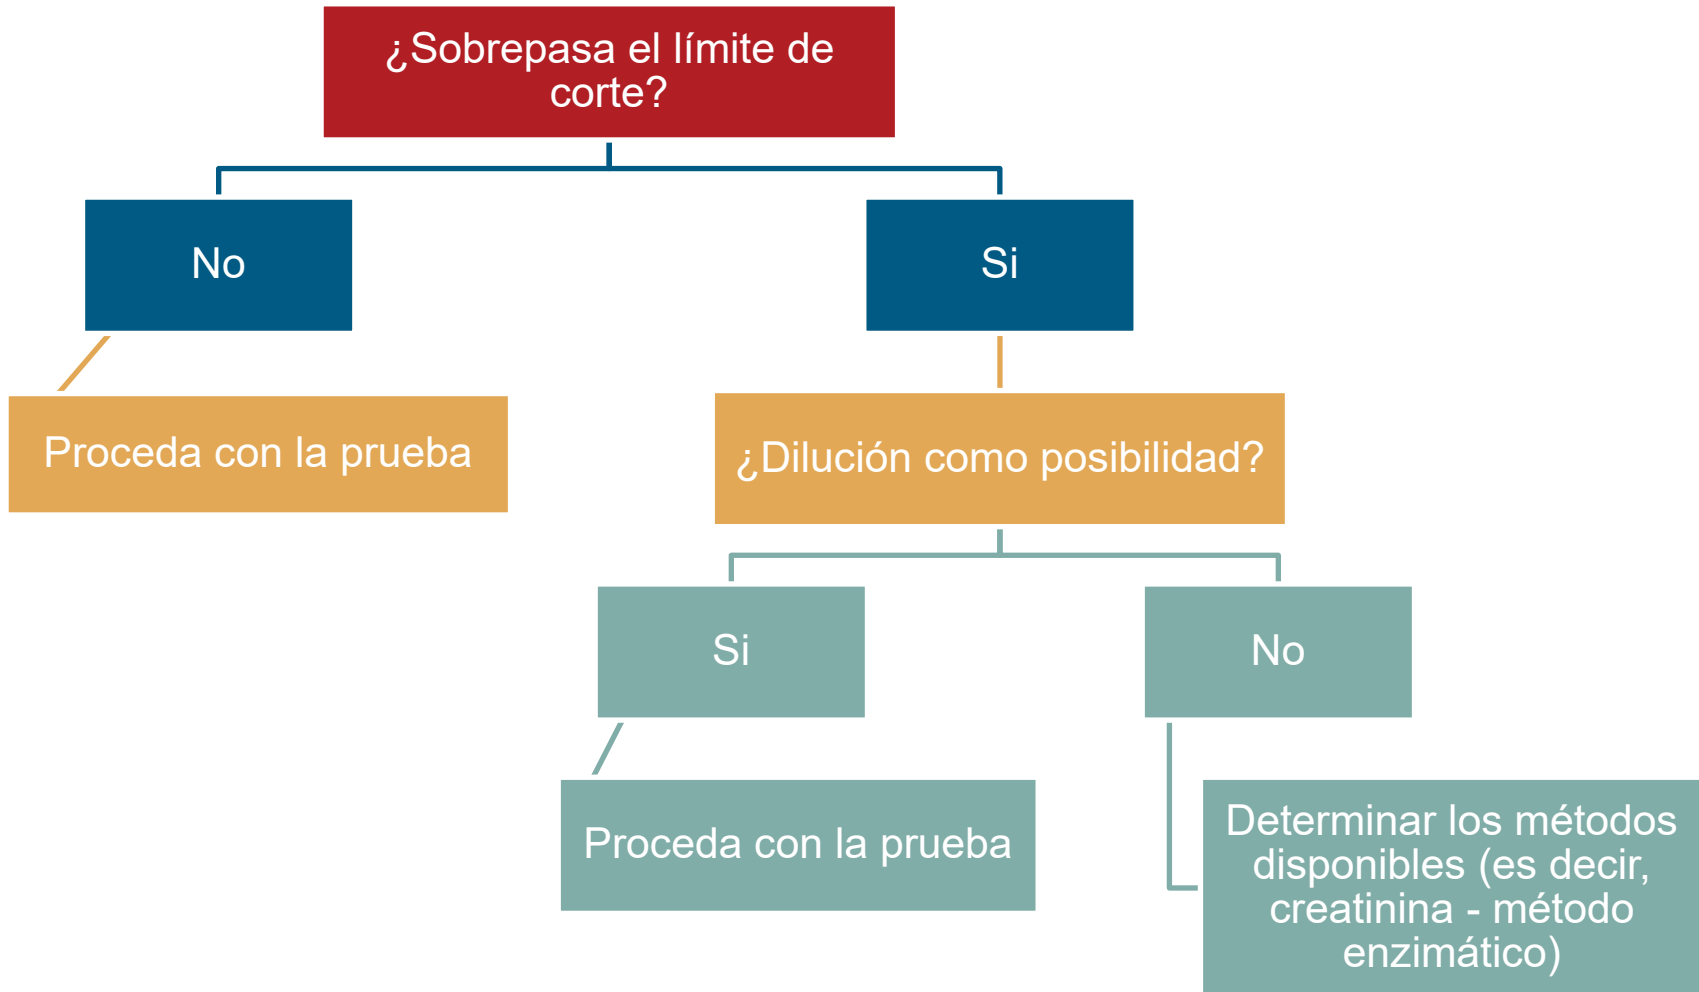 ¿Sobrepasa el límite de
corte?
No
Si
Proceda con la prueba
¿Dilución como posibilidad?
Si
No
Proceda con la prueba
Determinar los métodos
disponibles (es decir,
creatinina - método
enzimático)